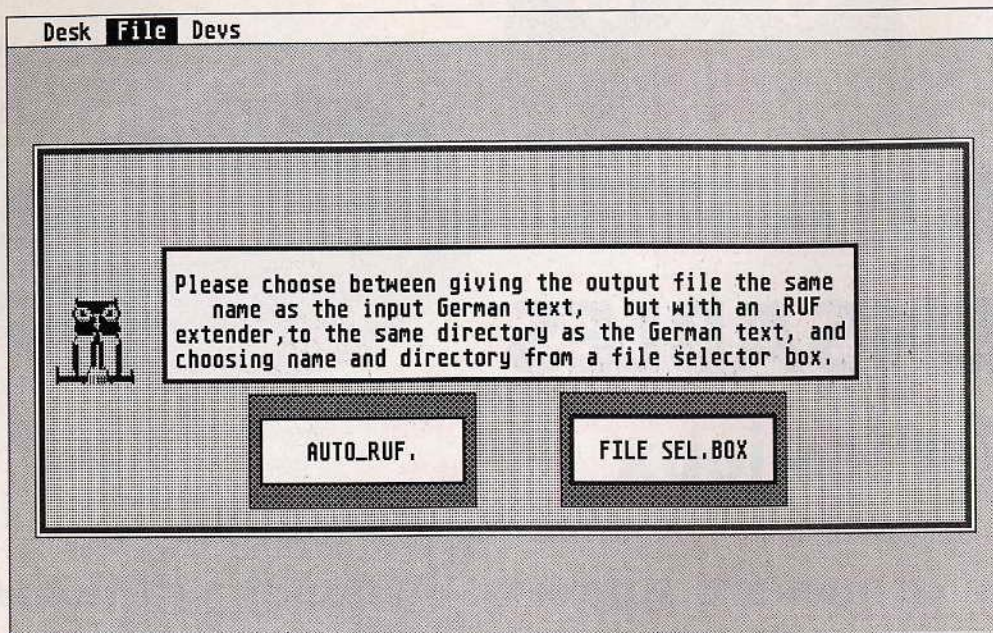 Desk File Devs
Please choose between giving the output file the same
name as the input German text, but with an .RUF
extender,to the same directory as the German text, and
choosing name and directory from a file selector box.
AUTO_RUF. FILE SEL.BOX